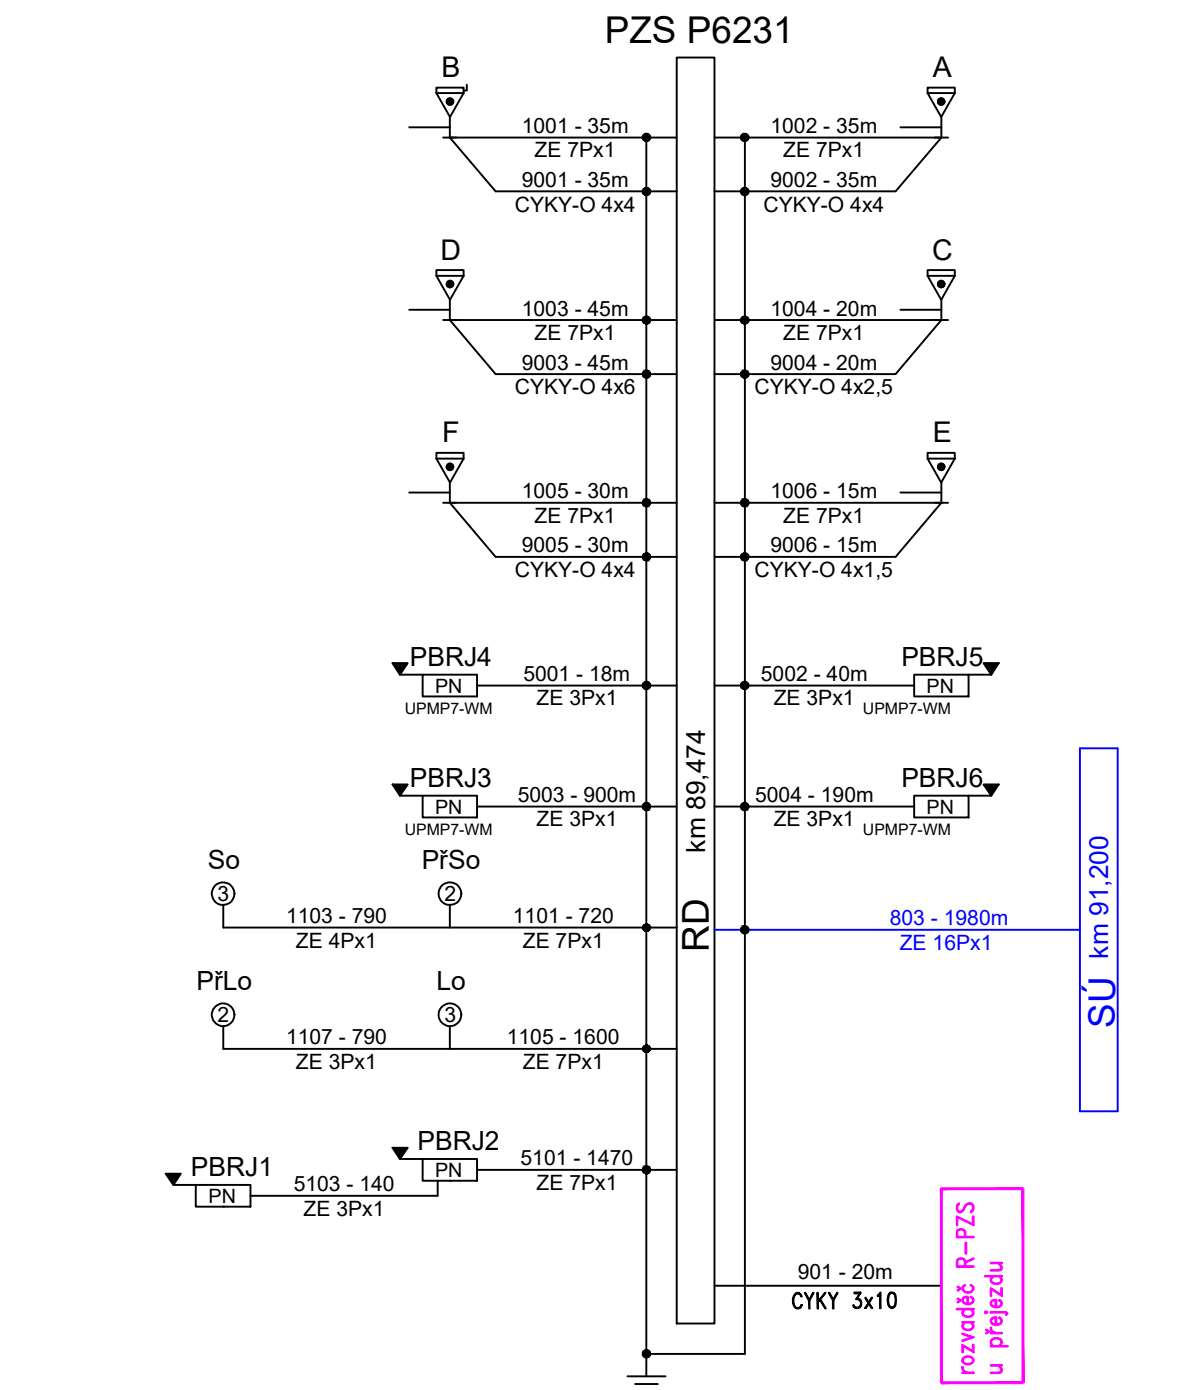 PZS P6231
B
A
1001 - 35m
ZE 7Px1
9001 - 35m
CYKY-O 4x4
1002 - 35m
ZE 7Px1
9002 - 35m
CYKY-O 4x4
D
C
1003 - 45m
ZE 7Px1
9003 - 45m
CYKY-O 4x6
1004 - 20m
ZE 7Px1
9004 - 20m
CYKY-O 4x2,5
F
E
1005 - 30m
ZE 7Px1
9005 - 30m
CYKY-O 4x4
1006 - 15m
ZE 7Px1
9006 - 15m
CYKY-O 4x1,5
PBRJ4
PN
UPMP7-WM
5001 - 18m
ZE 3Px1
5002 - 40m
ZE 3Px1
PBRJ5
PN
UPMP7-WM
PBRJ3
PN
UPMP7-WM
5003 - 900m
ZE 3Px1
5004 - 190m
ZE 3Px1
PBRJ6
PN
UPMP7-WM
RD km 89,474
So
3
PřSo
2
1103 - 790
ZE 4Px1
1101 - 720
ZE 7Px1
803 - 1980m
ZE 16Px1
SÚ km 91,200
PřLo
2
Lo
3
1107 - 790
ZE 3Px1
1105 - 1600
ZE 7Px1
PBRJ1
PN
5103 - 140
ZE 3Px1
PBRJ2
PN
5101 - 1470
ZE 7Px1
901 - 20m
CYKY 3x10
rozvaděč R-PZS
u přejezdu